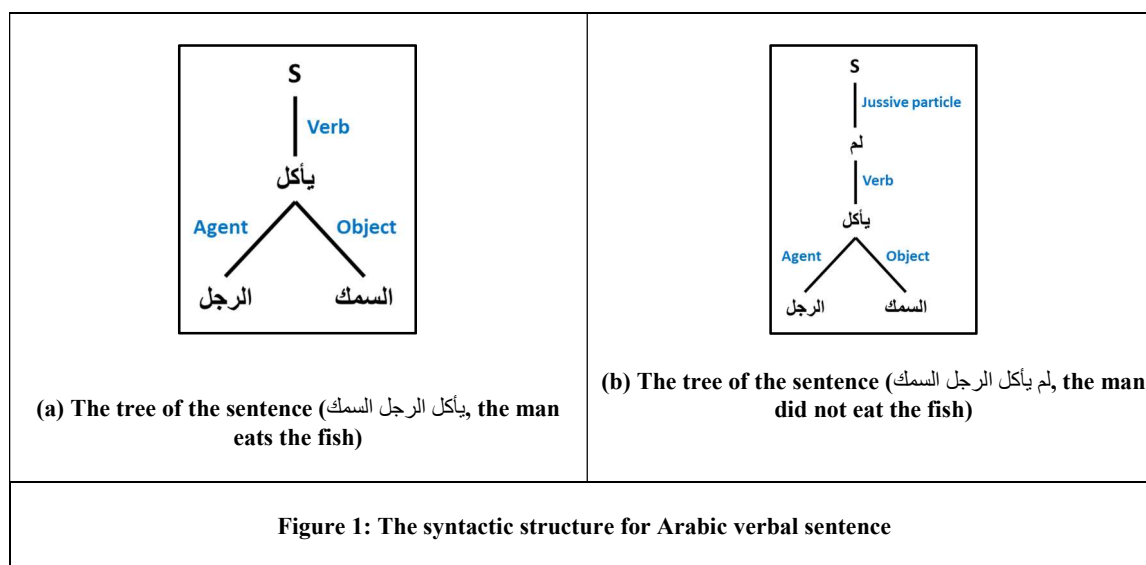 S
Verb
يأكل
Agent Object
الرجل السمك
(a) The tree of the sentence (يأكل الرجل السمك, the man
eats the fish)
S
Jussive particle
لم
Verb
يأكل
Agent Object
الرجل السمك
(b) The tree of the sentence (لم يأكل الرجل السمك, the man
did not eat the fish)
Figure 1: The syntactic structure for Arabic verbal sentence